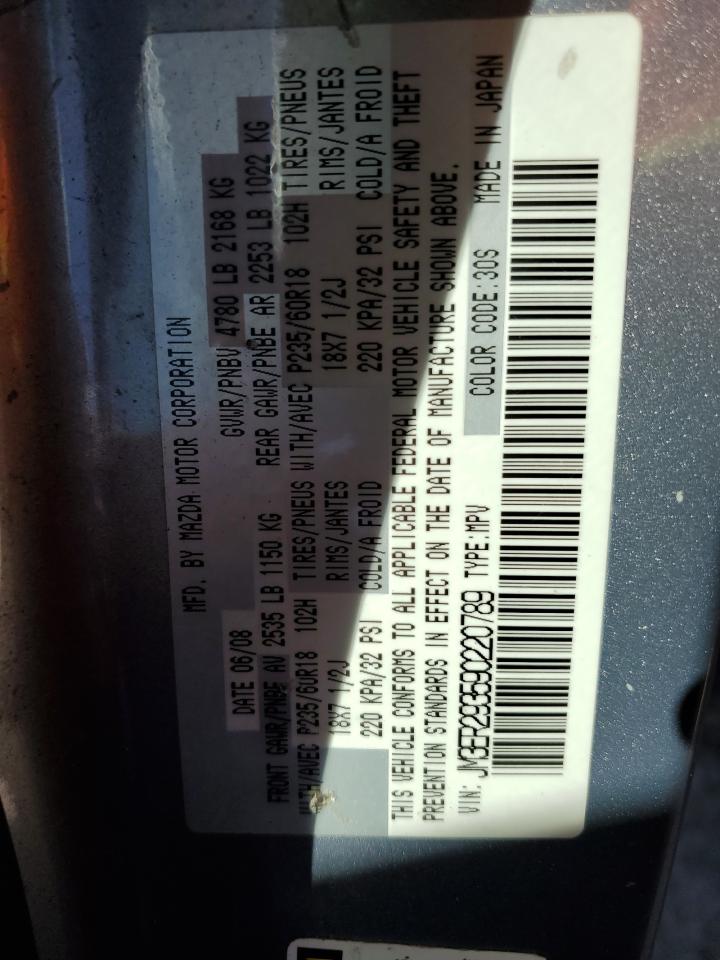 MFD. BY MAZDA MOTOR CORPORATION
DATE 06/08 GVWR/PNBV 4780 LB 2168 KG
FRONT GAWR/PNBE AV 2535 LB 1150 KG REAR GAWR/PNBE AR 2253 LB 1022 KG
WITH/AVEC P235/60R18 102H TIRES/PNEUS WITH/AVEC P235/60R18 102H TIRES/PNEUS
18X7 1/2J RIMS/JANTES 18X7 1/2J RIMS/JANTES
220 KPA/32 PSI COLD/A FROID 220 KPA/32 PSI COLD/A FROID
THIS VEHICLE CONFORMS TO ALL APPLICABLE FEDERAL MOTOR VEHICLE SAFETY AND THEFT
PREVENTION STANDARDS IN EFFECT ON THE DATE OF MANUFACTURE SHOWN ABOVE.
VIN: JM3ER293590220789 TYPE:MPV COLOR CODE:30S MADE IN JAPAN